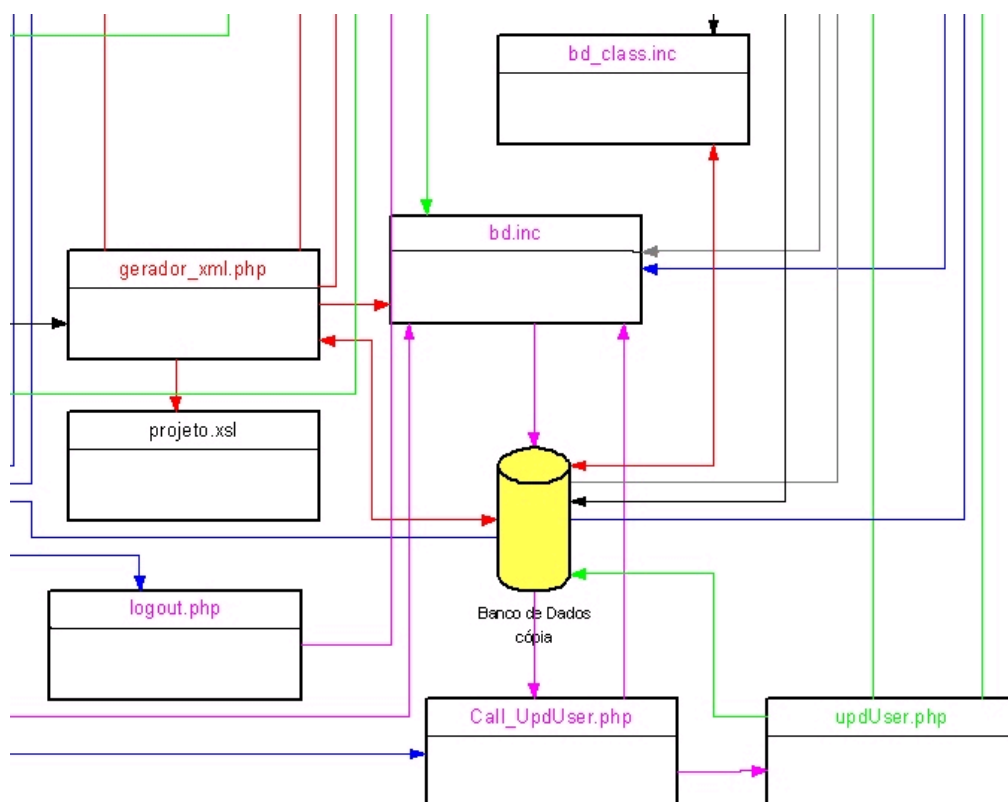 bd_class.inc
bd.inc
gerador_xml.php
projeto.xsl
logout.php
Banco de Dados
cópia
Call_UpdUser.php
updUser.php